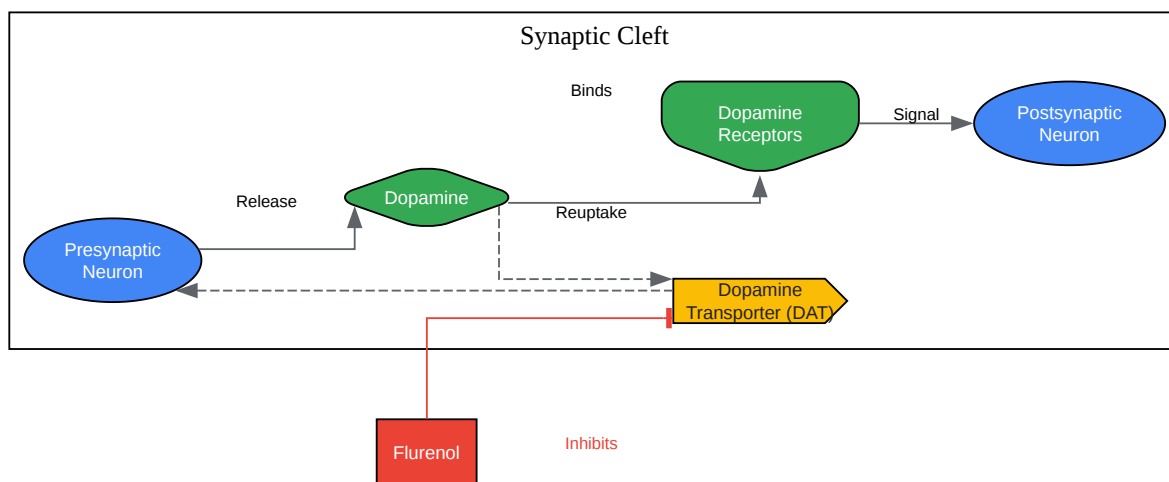 Synaptic Cleft
Binds
Dopamine
Receptors
Signal
Postsynaptic
Neuron
Release
Dopamine
Reuptake
Presynaptic
Neuron
Dopamine
Transporter (DAT)
Flurenol
Inhibits